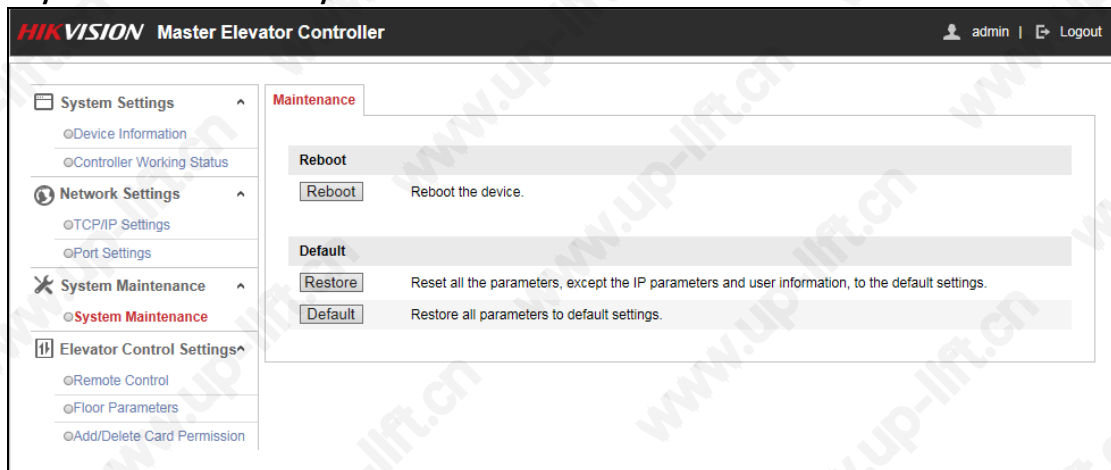 HIKVISION Master Elevator Controller
admin | Logout
System Settings
Device Information
Controller Working Status
Network Settings
TCP/IP Settings
Port Settings
System Maintenance
System Maintenance
Elevator Control Settings
Remote Control
Floor Parameters
Add/Delete Card Permission
Maintenance
Reboot
Reboot Reboot the device.
Default
Restore Reset all the parameters, except the IP parameters and user information, to the default settings.
Default Restore all parameters to default settings.
www.up-lift.cn